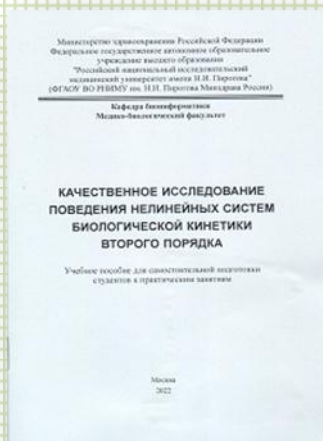 Министерство здравоохранения Российской Федерации
Федеральное государственное автономное образовательное
учреждение высшего образования
"Российский национальный исследовательский
медицинский университет имени Н.И. Пирогова"
(ФГАОУ ВО РНИМУ им. Н.И. Пирогова Минздрава России)
Кафедра биоинформатики
Медико-биологический факультет
КАЧЕСТВЕННОЕ ИССЛЕДОВАНИЕ
ПОВЕДЕНИЯ НЕЛИНЕЙНЫХ СИСТЕМ
БИОЛОГИЧЕСКОЙ КИНЕТИКИ
ВТОРОГО ПОРЯДКА
Учебное пособие для самостоятельной подготовки
студентов к практическим занятиям
Москва
2022